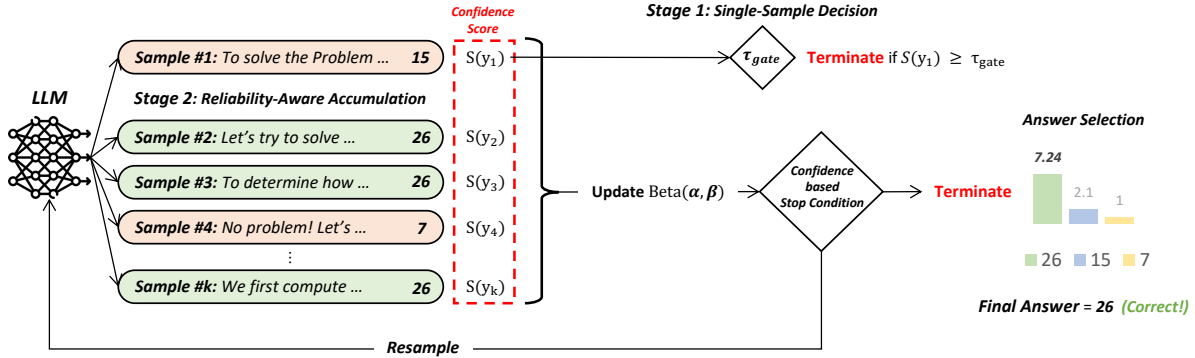 Confidence
Score
Stage 1: Single-Sample Decision
LLM
Sample #1: To solve the Problem ... 15
S(y₁)
τgate
Terminate if S(y₁) ≥ τgate
Stage 2: Reliability-Aware Accumulation
Sample #2: Let's try to solve ... 26
S(y₂)
Sample #3: To determine how ... 26
S(y₃)
Sample #4: No problem! Let's ... 7
S(y₄)
⋮
Sample #k: We first compute ... 26
S(yₖ)
Update Beta(α, β)
Confidence
based
Stop Condition
Terminate
Resample
Answer Selection
7.24
2.1
1
26 15 7
Final Answer = 26 (Correct!)